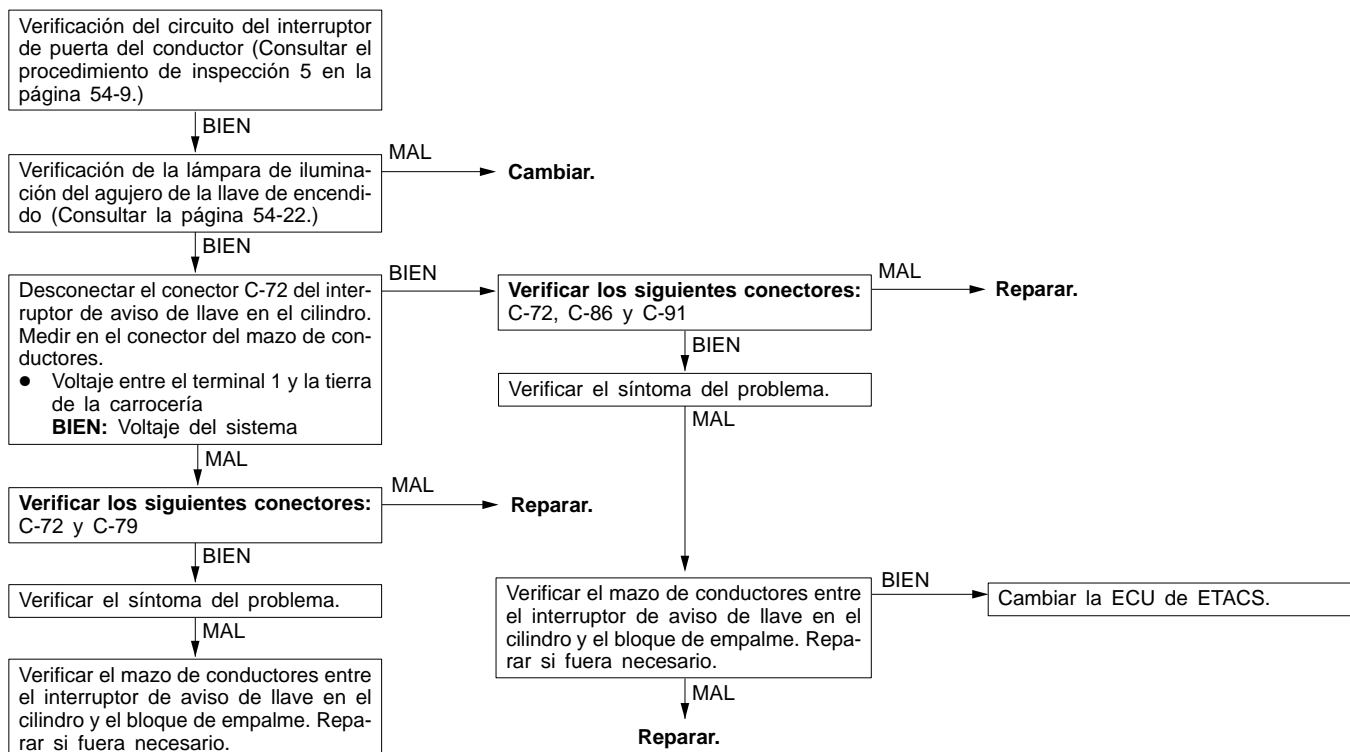 Verificación del circuito del interruptor
de puerta del conductor (Consultar el
procedimiento de inspección 5 en la
página 54-9.)
BIEN
Verificación de la lámpara de ilumina-
ción del agujero de la llave de encendi-
do (Consultar la página 54-22.)
MAL
Cambiar.
BIEN
Desconectar el conector C-72 del inter-
ruptor de aviso de llave en el cilindro.
Medir en el conector del mazo de con-
ductores.
● Voltaje entre el terminal 1 y la tierra
de la carrocería
BIEN: Voltaje del sistema
BIEN
Verificar los siguientes conectores:
C-72, C-86 y C-91
MAL
Reparar.
BIEN
Verificar el síntoma del problema.
MAL
MAL
Verificar los siguientes conectores:
C-72 y C-79
MAL
Reparar.
BIEN
Verificar el síntoma del problema.
MAL
Verificar el mazo de conductores entre
el interruptor de aviso de llave en el
cilindro y el bloque de empalme. Repa-
rar si fuera necesario.
Verificar el mazo de conductores entre
el interruptor de aviso de llave en el
cilindro y el bloque de empalme. Repa-
rar si fuera necesario.
BIEN
Cambiar la ECU de ETACS.
MAL
Reparar.